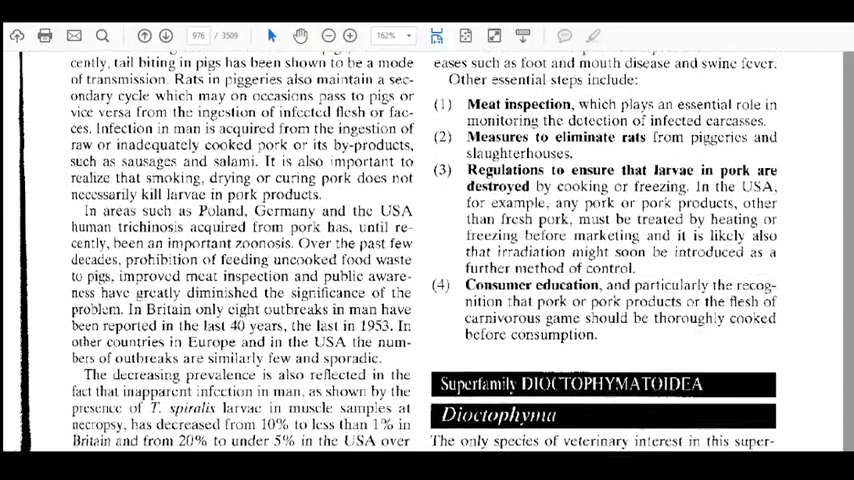 976 / 3509
162%
cently, tail biting in pigs has been shown to be a mode
of transmission. Rats in piggeries also maintain a sec-
ondary cycle which may on occasions pass to pigs or
vice versa from the ingestion of infected flesh or fae-
ces. Infection in man is acquired from the ingestion of
raw or inadequately cooked pork or its by-products,
such as sausages and salami. It is also important to
realize that smoking, drying or curing pork does not
necessarily kill larvae in pork products.
In areas such as Poland, Germany and the USA
human trichinosis acquired from pork has, until re-
cently, been an important zoonosis. Over the past few
decades, prohibition of feeding uncooked food waste
to pigs, improved meat inspection and public aware-
ness have greatly diminished the significance of the
problem. In Britain only eight outbreaks in man have
been reported in the last 40 years, the last in 1953. In
other countries in Europe and in the USA the num-
bers of outbreaks are similarly few and sporadic.
The decreasing prevalence is also reflected in the
fact that inapparent infection in man, as shown by the
presence of T. spiralis larvae in muscle samples at
necropsy, has decreased from 10% to less than 1% in
Britain and from 20% to under 5% in the USA over
eases such as foot and mouth disease and swine fever.
Other essential steps include:
(1) Meat inspection, which plays an essential role in
monitoring the detection of infected carcasses.
(2) Measures to eliminate rats from piggeries and
slaughterhouses.
(3) Regulations to ensure that larvae in pork are
destroyed by cooking or freezing. In the USA,
for example, any pork or pork products, other
than fresh pork, must be treated by heating or
freezing before marketing and it is likely also
that irradiation might soon be introduced as a
further method of control.
(4) Consumer education, and particularly the recog-
nition that pork or pork products or the flesh of
carnivorous game should be thoroughly cooked
before consumption.
Superfamily DIOCTOPHYMATOIDEA
Dioctophyma
The only species of veterinary interest in this super-